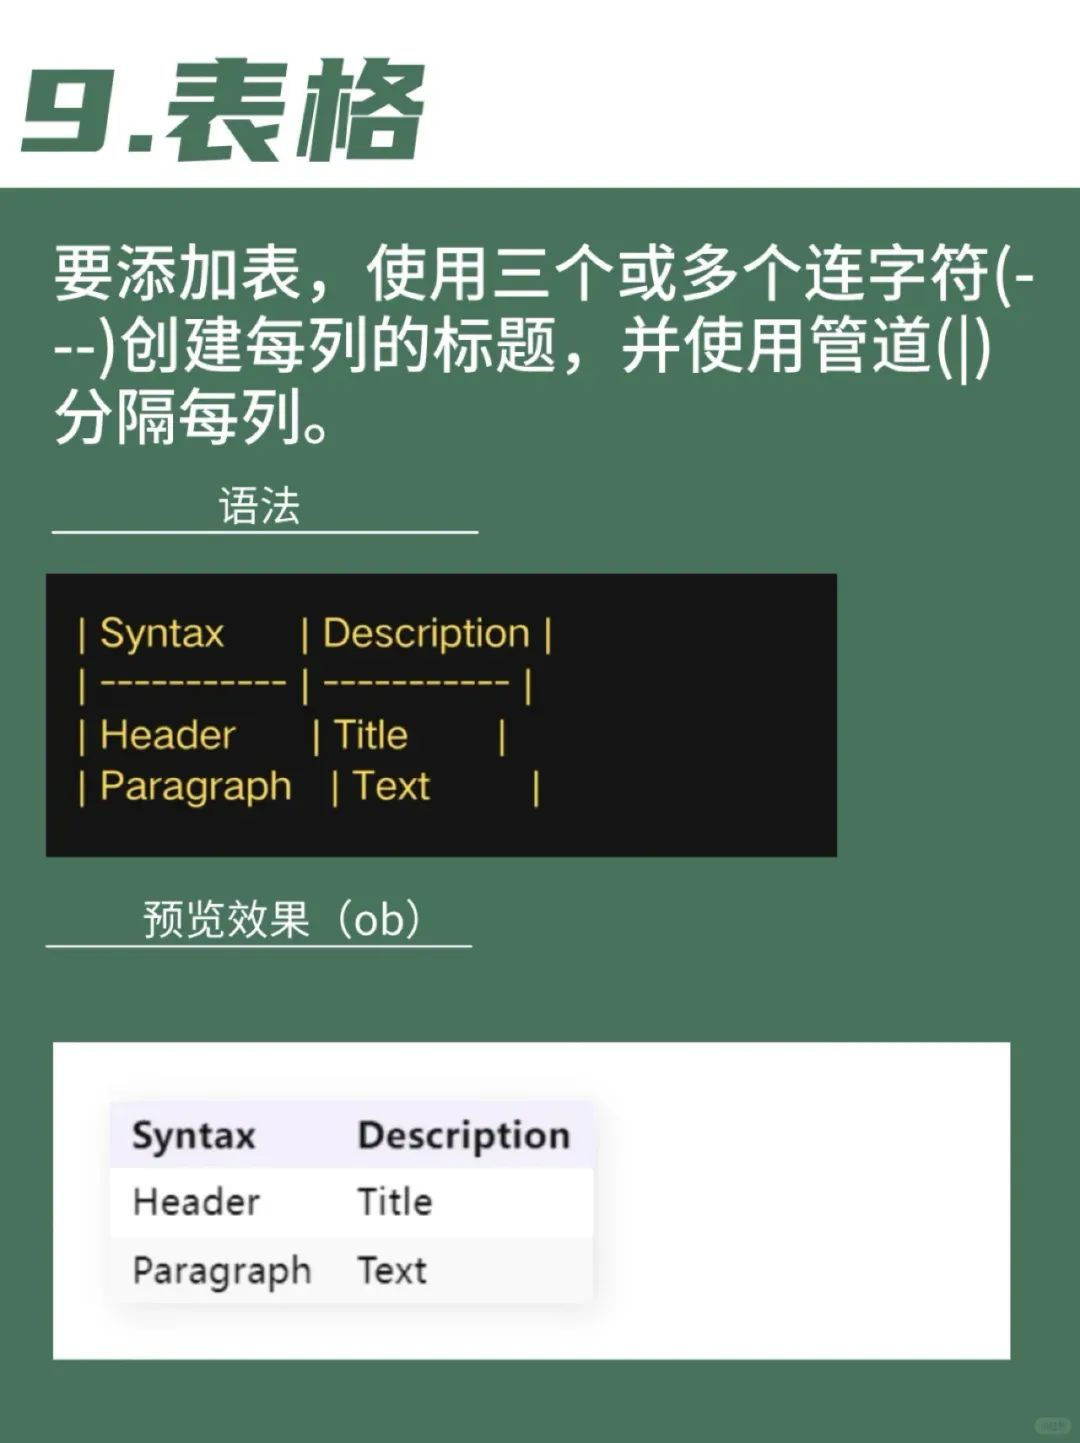 9.表格
要添加表，使用三个或多个连字符(-
--)创建每列的标题，并使用管道(|)
分隔每列。
语法
| Syntax | Description |
| ----------- | ----------- |
| Header | Title |
| Paragraph | Text |
预览效果（ob）
Syntax Description
Header Title
Paragraph Text